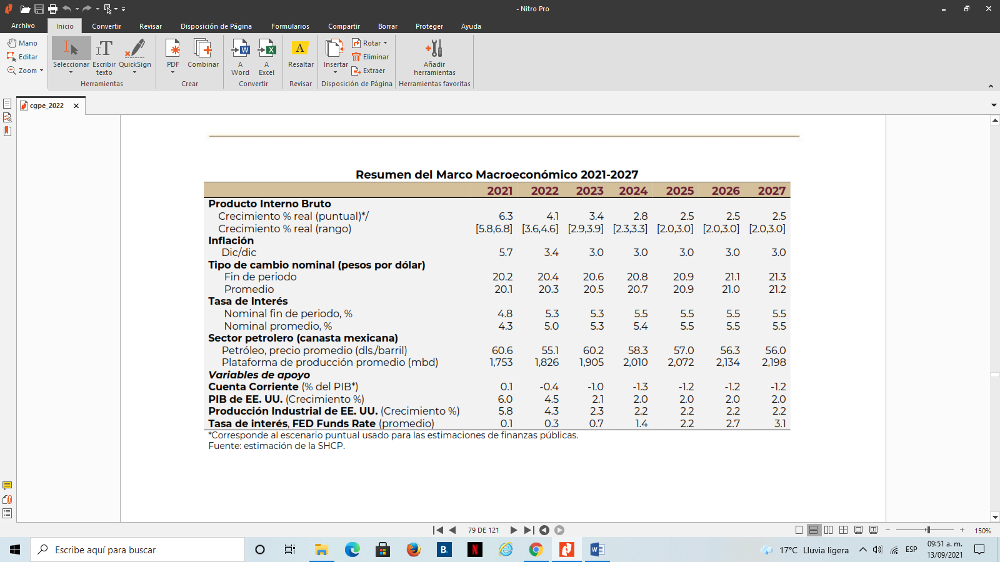 - Nitro Pro
Archivo Inicio Convertir Revisar Disposición de Página Formularios Compartir Borrar Proteger Ayuda
Mano
Editar
Zoom
Seleccionar
Escribir texto
QuickSign
Herramientas
PDF
Combinar
Crear
A Word
A Excel
Convertir
Resaltar
Revisar
Insertar
Rotar
Eliminar
Extraer
Disposición de Página
Añadir herramientas
Herramientas favoritas
cgpe_2022
Resumen del Marco Macroeconómico 2021-2027
2021 2022 2023 2024 2025 2026 2027
Producto Interno Bruto
Crecimiento % real (puntual)*/ 6.3 4.1 3.4 2.8 2.5 2.5 2.5
Crecimiento % real (rango) [5.8,6.8] [3.6,4.6] [2.9,3.9] [2.3,3.3] [2.0,3.0] [2.0,3.0] [2.0,3.0]
Inflación
Dic/dic 5.7 3.4 3.0 3.0 3.0 3.0 3.0
Tipo de cambio nominal (pesos por dólar)
Fin de periodo 20.2 20.4 20.6 20.8 20.9 21.1 21.3
Promedio 20.1 20.3 20.5 20.7 20.9 21.0 21.2
Tasa de Interés
Nominal fin de periodo, % 4.8 5.3 5.3 5.5 5.5 5.5 5.5
Nominal promedio, % 4.3 5.0 5.3 5.4 5.5 5.5 5.5
Sector petrolero (canasta mexicana)
Petróleo, precio promedio (dls./barril) 60.6 55.1 60.2 58.3 57.0 56.3 56.0
Plataforma de producción promedio (mbd) 1,753 1,826 1,905 2,010 2,072 2,134 2,198
Variables de apoyo
Cuenta Corriente (% del PIB*) 0.1 -0.4 -1.0 -1.3 -1.2 -1.2 -1.2
PIB de EE. UU. (Crecimiento %) 6.0 4.5 2.1 2.0 2.0 2.0 2.0
Producción Industrial de EE. UU. (Crecimiento %) 5.8 4.3 2.3 2.2 2.2 2.2 2.2
Tasa de interés, FED Funds Rate (promedio) 0.1 0.3 0.7 1.4 2.2 2.7 3.1
*Corresponde al escenario puntual usado para las estimaciones de finanzas públicas.
Fuente: estimación de la SHCP.
79 DE 121
150%
Escribe aquí para buscar
B.
N
17°C Lluvia ligera
ESP
09:51 a. m.
13/09/2021